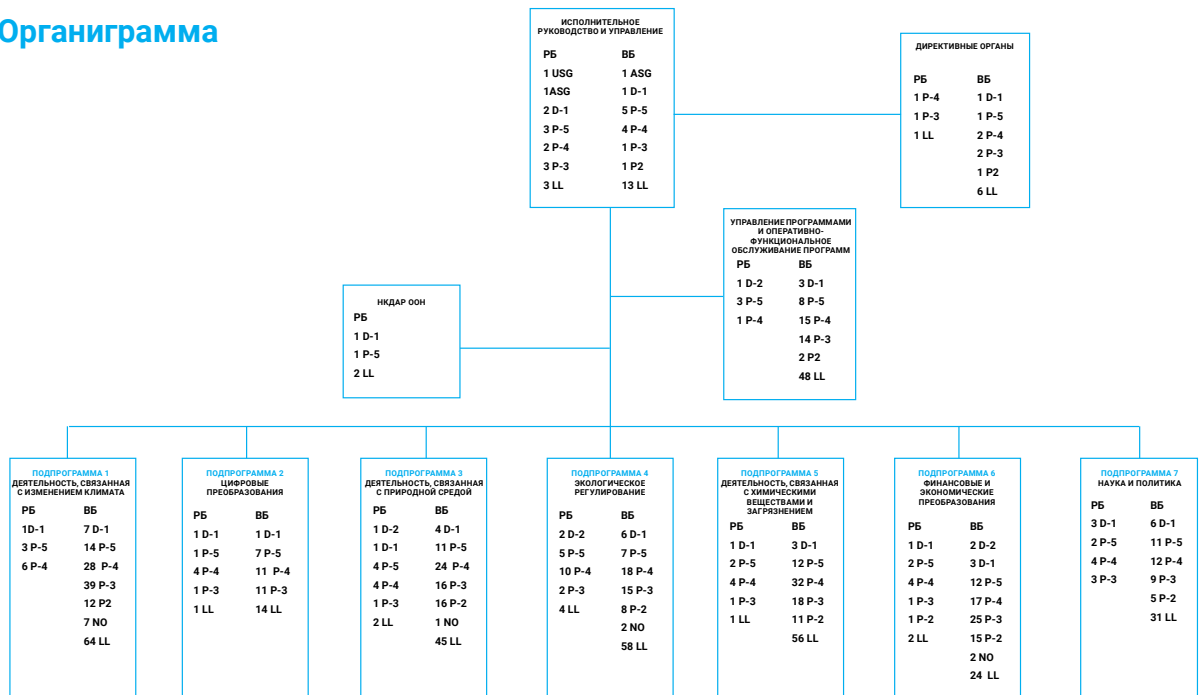 Органиграмма
ИСПОЛНИТЕЛЬНОЕ
РУКОВОДСТВО И УПРАВЛЕНИЕ
РБ ВБ
1 USG 1 ASG
1ASG 1 D-1
2 D-1 5 P-5
3 P-5 4 P-4
2 P-4 1 P-3
3 P-3 1 P2
3 LL 13 LL
ДИРЕКТИВНЫЕ ОРГАНЫ
РБ ВБ
1 P-4 1 D-1
1 P-3 1 P-5
1 LL 2 P-4
2 P-3
1 P2
6 LL
УПРАВЛЕНИЕ ПРОГРАММАМИ
И ОПЕРАТИВНО-
ФУНКЦИОНАЛЬНОЕ
ОБСЛУЖИВАНИЕ ПРОГРАММ
РБ ВБ
1 D-2 3 D-1
3 P-5 8 P-5
1 P-4 15 P-4
14 P-3
2 P2
48 LL
НКДАР ООН
РБ
1 D-1
1 P-5
2 LL
ПОДПРОГРАММА 1
ДЕЯТЕЛЬНОСТЬ, СВЯЗАННАЯ
С ИЗМЕНЕНИЕМ КЛИМАТА
РБ ВБ
1D-1 7 D-1
3 P-5 14 P-5
6 P-4 28 P-4
39 P-3
12 P2
7 NO
64 LL
ПОДПРОГРАММА 2
ЦИФРОВЫЕ
ПРЕОБРАЗОВАНИЯ
РБ ВБ
1 D-1 1 D-1
1 P-5 7 P-5
4 P-4 11 P-4
1 P-3 11 P-3
1 LL 14 LL
ПОДПРОГРАММА 3
ДЕЯТЕЛЬНОСТЬ, СВЯЗАННАЯ
С ПРИРОДНОЙ СРЕДОЙ
РБ ВБ
1 D-2 4 D-1
1 D-1 11 P-5
4 P-5 24 P-4
4 P-4 16 P-3
1 P-3 16 P-2
2 LL 1 NO
45 LL
ПОДПРОГРАММА 4
ЭКОЛОГИЧЕСКОЕ
РЕГУЛИРОВАНИЕ
РБ ВБ
2 D-2 6 D-1
5 P-5 7 P-5
10 P-4 18 P-4
2 P-3 15 P-3
4 LL 8 P-2
2 NO
58 LL
ПОДПРОГРАММА 5
ДЕЯТЕЛЬНОСТЬ, СВЯЗАННАЯ
С ХИМИЧЕСКИМИ
ВЕЩЕСТВАМИ И
ЗАГРЯЗНЕНИЕМ
РБ ВБ
1 D-1 3 D-1
2 P-5 12 P-5
4 P-4 32 P-4
1 P-3 18 P-3
1 LL 11 P-2
56 LL
ПОДПРОГРАММА 6
ФИНАНСОВЫЕ И
ЭКОНОМИЧЕСКИЕ
ПРЕОБРАЗОВАНИЯ
РБ ВБ
1 D-1 2 D-2
2 P-5 3 D-1
4 P-4 12 P-5
1 P-3 17 P-4
1 P-2 25 P-3
2 LL 15 P-2
2 NO
24 LL
ПОДПРОГРАММА 7
НАУКА И ПОЛИТИКА
РБ ВБ
3 D-1 6 D-1
2 P-5 11 P-5
4 P-4 12 P-4
3 P-3 9 P-3
5 P-2
31 LL